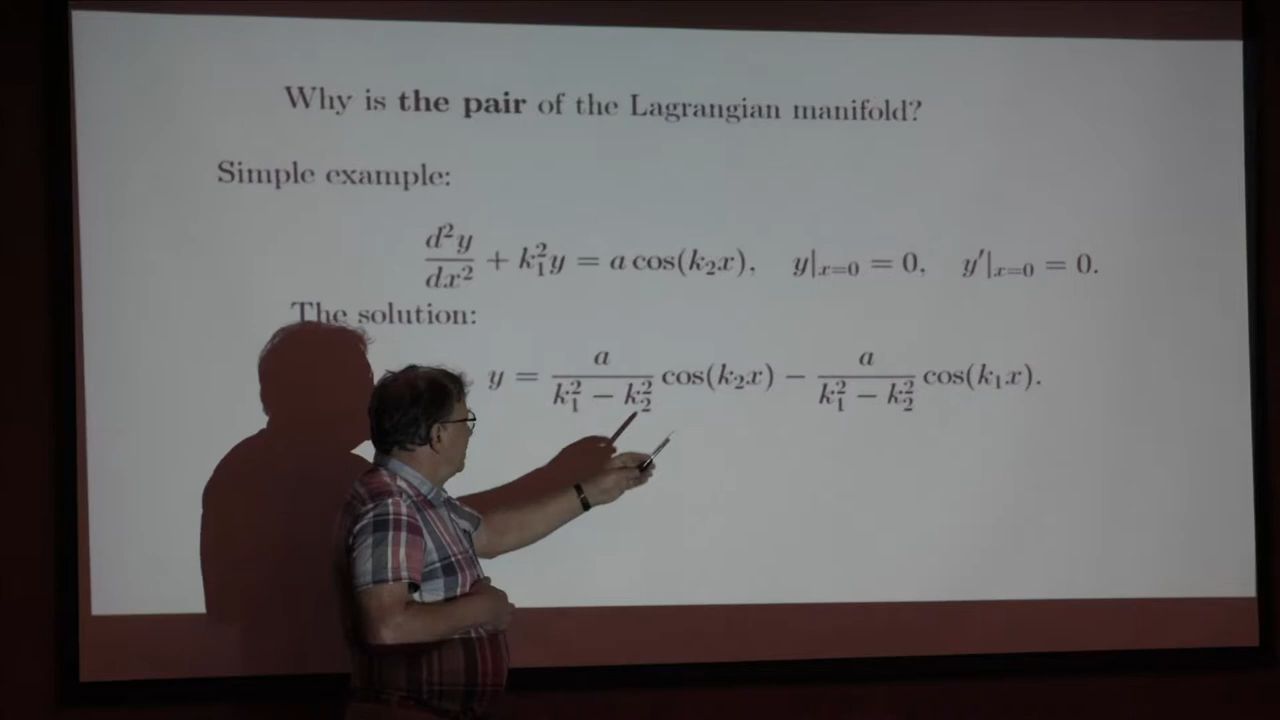 Why is the pair of the Lagrangian manifold?
Simple example:
d²y/dx² + k₁²y = a cos(k₂x), y|ₓ₌₀ = 0, y′|ₓ₌₀ = 0.
The solution:
y = a/(k₁² − k₂²) cos(k₂x) − a/(k₁² − k₂²) cos(k₁x).